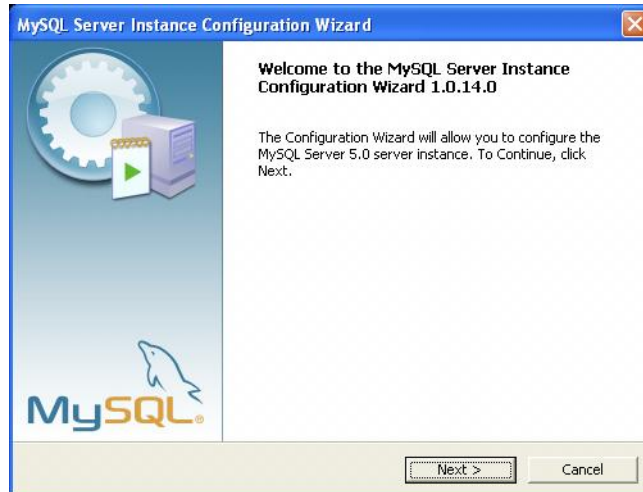 MySQL Server Instance Configuration Wizard
Welcome to the MySQL Server Instance
Configuration Wizard 1.0.14.0
The Configuration Wizard will allow you to configure the
MySQL Server 5.0 server instance. To Continue, click
Next.
MySQL®
Next >
Cancel